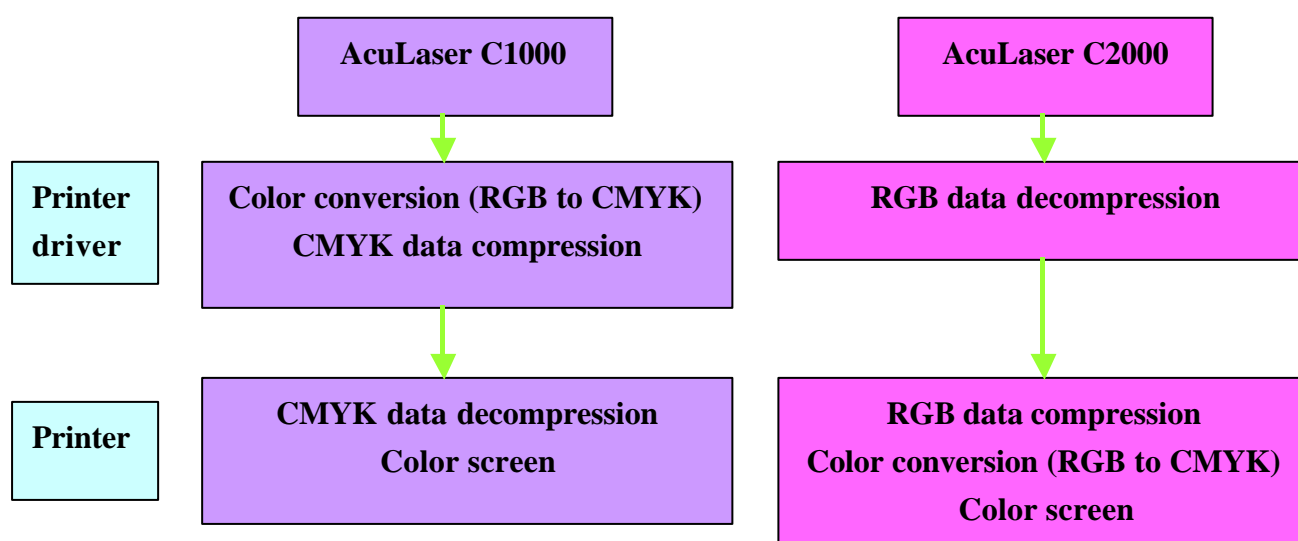 AcuLaser C1000
AcuLaser C2000
Printer
driver
Color conversion (RGB to CMYK)
CMYK data compression
RGB data decompression
Printer
CMYK data decompression
Color screen
RGB data compression
Color conversion (RGB to CMYK)
Color screen